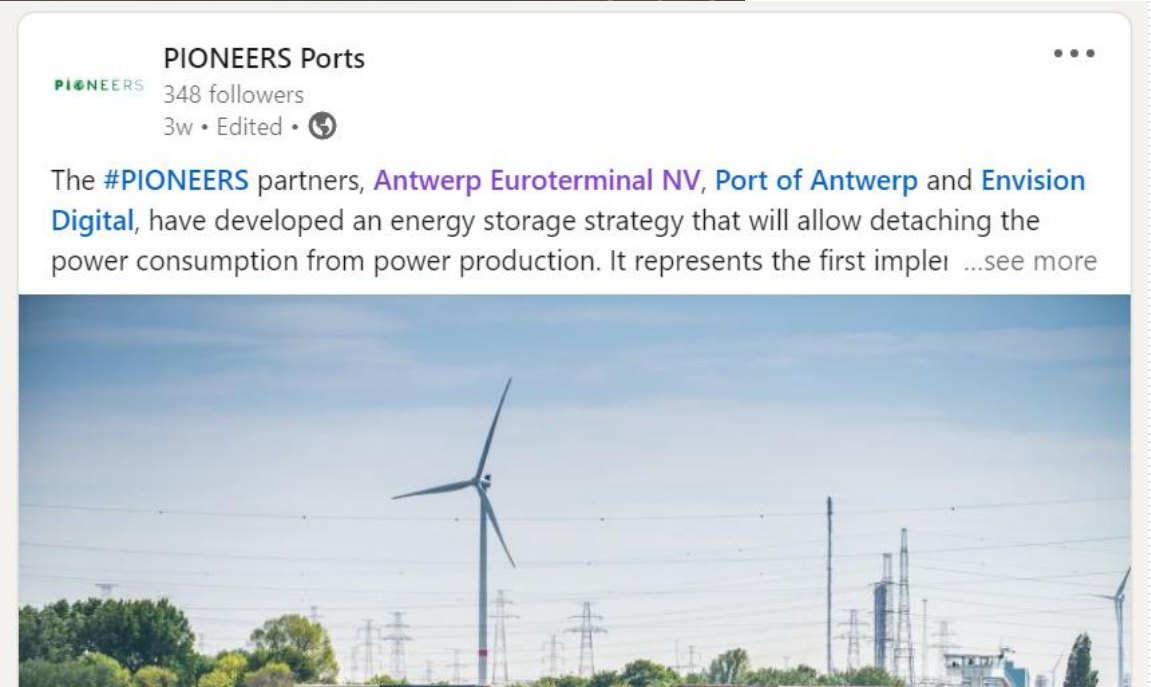 PIONEERS
PIONEERS Ports
348 followers
3w • Edited •
The #PIONEERS partners, Antwerp Euroterminal NV, Port of Antwerp and Envision
Digital, have developed an energy storage strategy that will allow detaching the
power consumption from power production. It represents the first implei ...see more